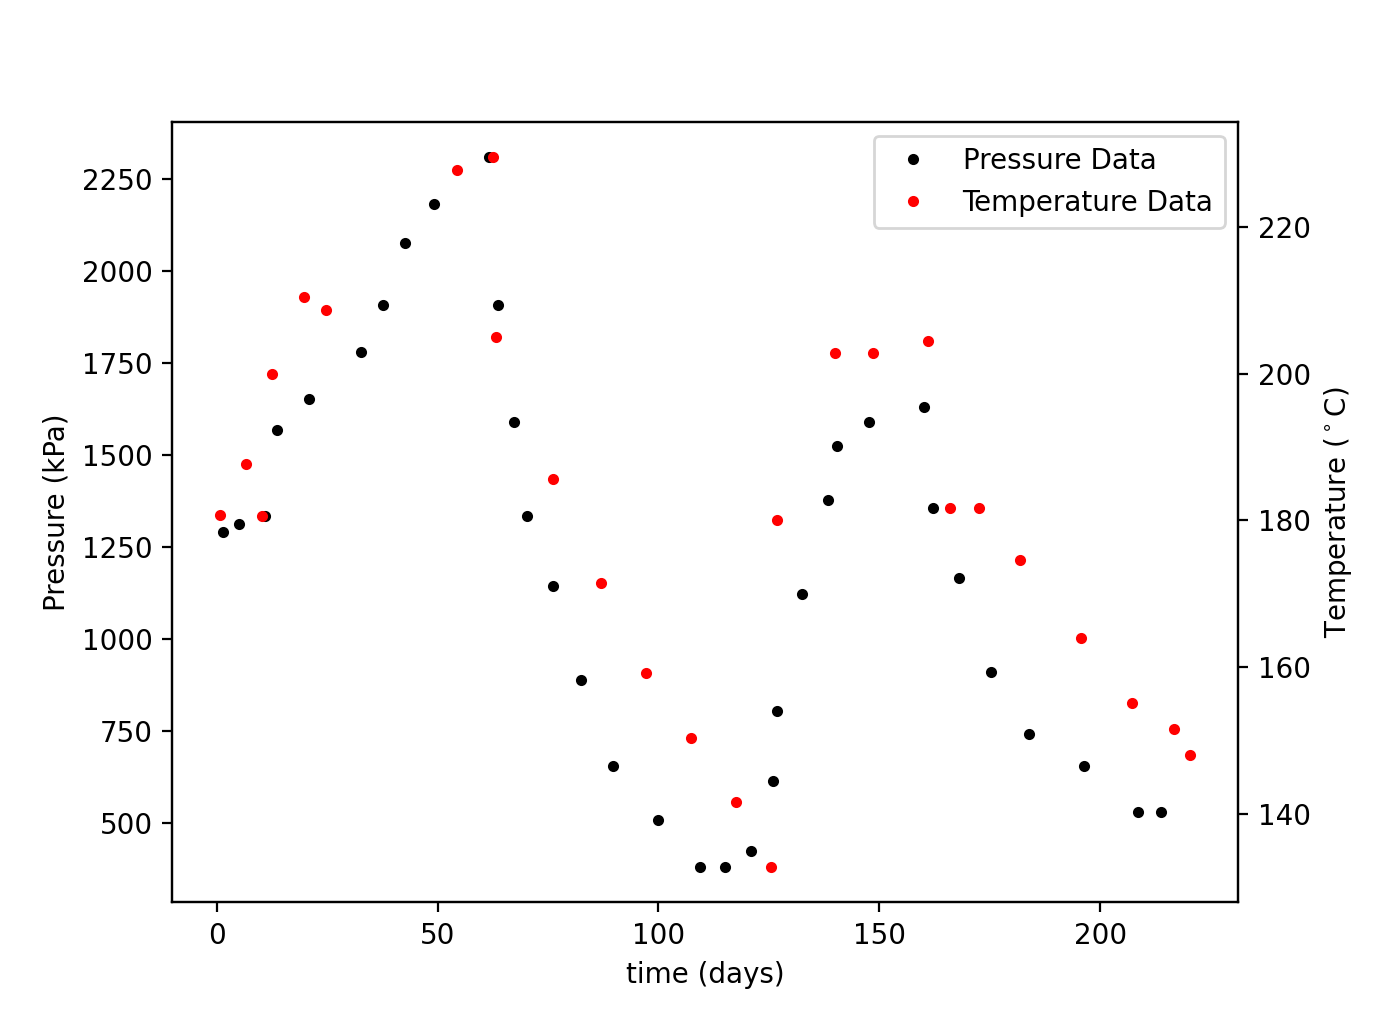 Pressure Data
Temperature Data
2250
2000
1750
1500
1250
1000
750
500
Pressure (kPa)
220
200
180
160
140
Temperature (°C)
0 50 100 150 200
time (days)